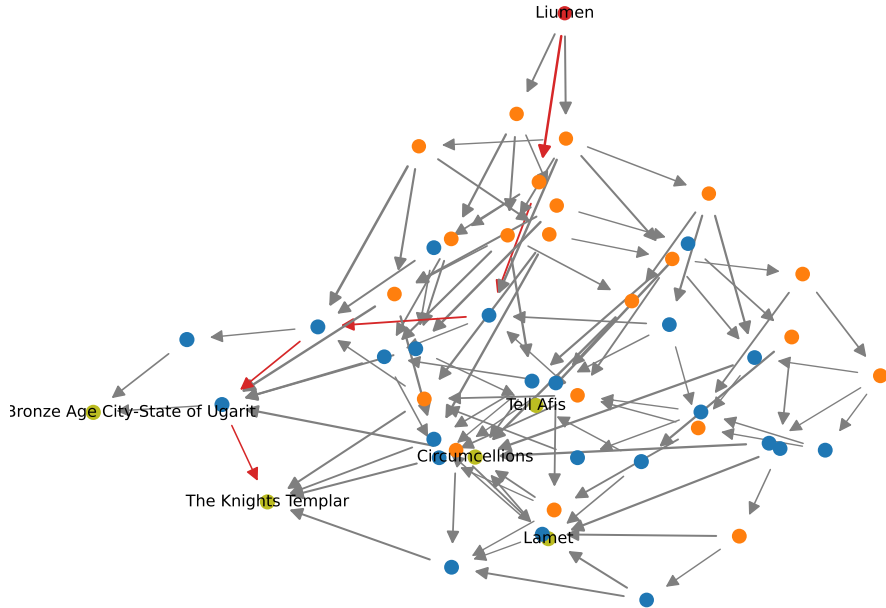 Liumen
Tell Afis
Bronze Age City-State of Ugarit
Circumcellions
The Knights Templar
Lamet